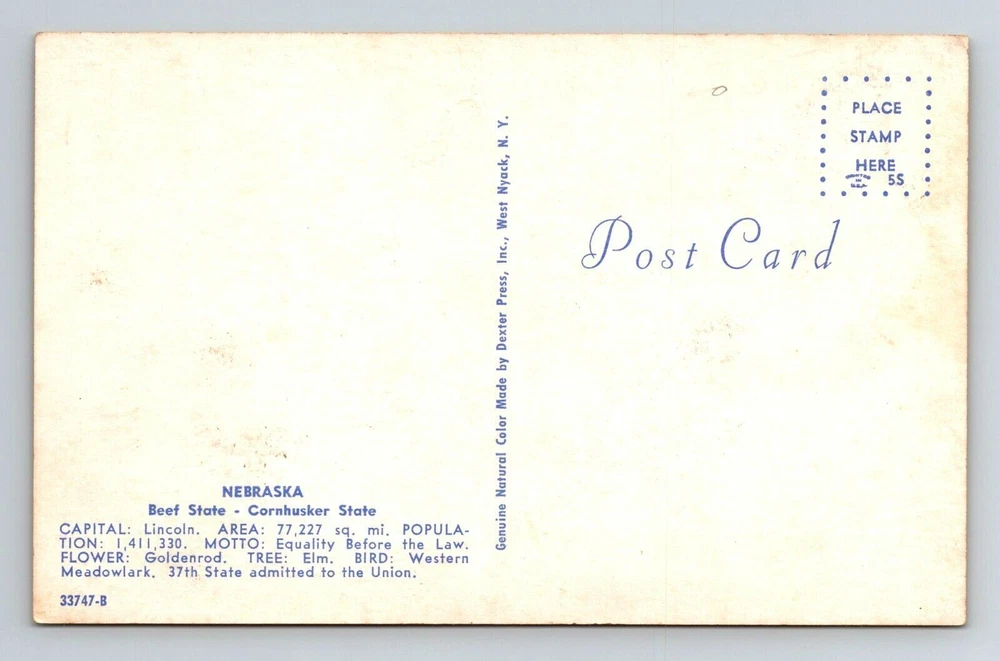 PLACE
STAMP
HERE
5S
Post Card
Genuine Natural Color Made by Dexter Press, Inc., West Nyack, N. Y.
NEBRASKA
Beef State - Cornhusker State
CAPITAL: Lincoln. AREA: 77,227 sq. mi. POPULA-
TION: 1,411,330. MOTTO: Equality Before the Law.
FLOWER: Goldenrod. TREE: Elm. BIRD: Western
Meadowlark. 37th State admitted to the Union.
33747-B